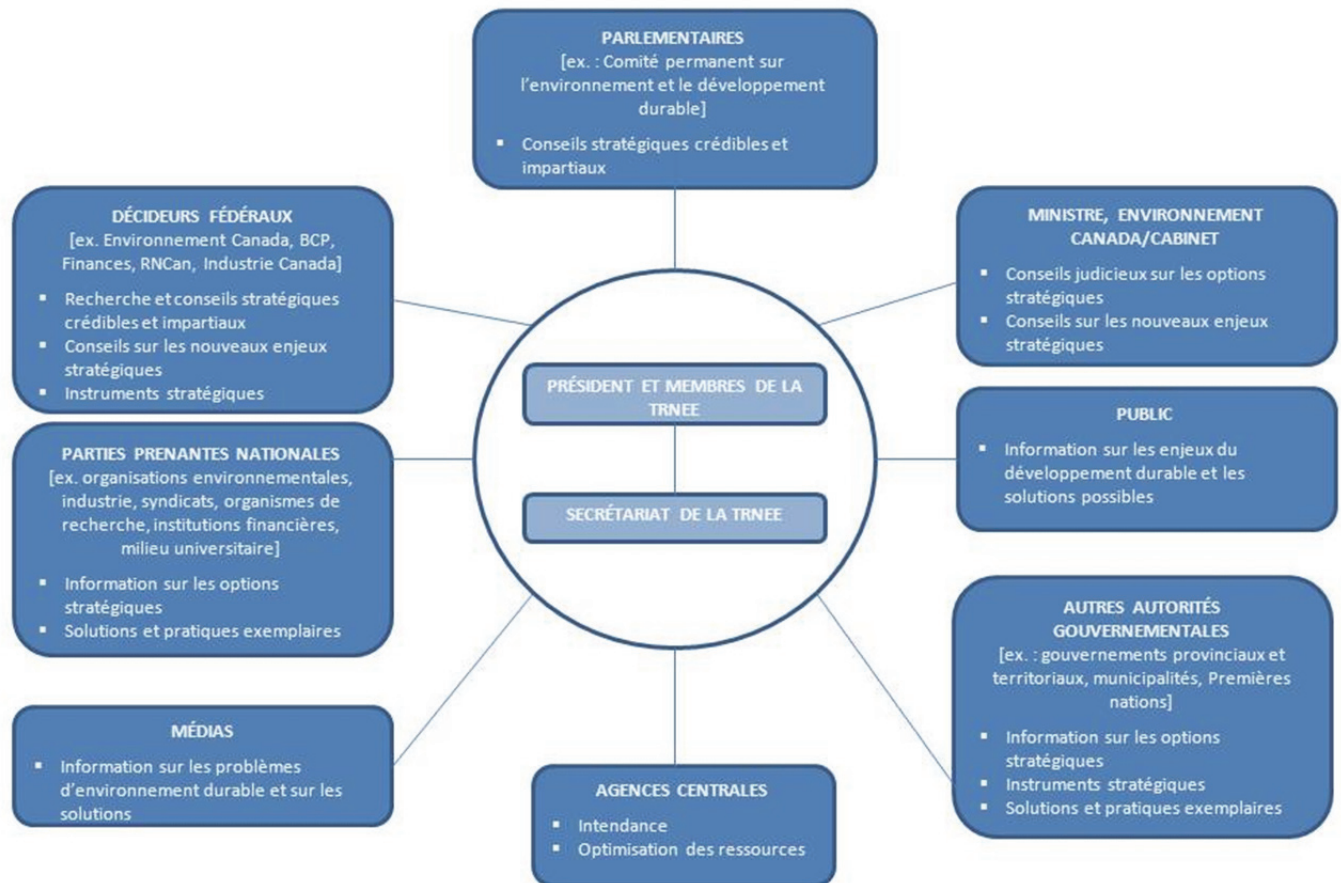 PARLEMENTAIRES
[ex. : Comité permanent sur
l'environnement et le développement
durable]
▪ Conseils stratégiques crédibles et
impartiaux
DÉCIDEURS FÉDÉRAUX
[ex. Environnement Canada, BCP,
Finances, RNCan, Industrie Canada]
▪ Recherche et conseils stratégiques
crédibles et impartiaux
▪ Conseils sur les nouveaux enjeux
stratégiques
▪ Instruments stratégiques
MINISTRE, ENVIRONNEMENT
CANADA/CABINET
▪ Conseils judicieux sur les options
stratégiques
▪ Conseils sur les nouveaux enjeux
stratégiques
PRÉSIDENT ET MEMBRES DE LA
TRNEE
SECRÉTARIAT DE LA TRNEE
PARTIES PRENANTES NATIONALES
[ex. organisations environnementales,
industrie, syndicats, organismes de
recherche, institutions financières,
milieu universitaire]
▪ Information sur les options
stratégiques
▪ Solutions et pratiques exemplaires
PUBLIC
▪ Information sur les enjeux du
développement durable et les
solutions possibles
MÉDIAS
▪ Information sur les problèmes
d'environnement durable et sur les
solutions
AGENCES CENTRALES
▪ Intendance
▪ Optimisation des ressources
AUTRES AUTORITÉS
GOUVERNEMENTALES
[ex. : gouvernements provinciaux et
territoriaux, municipalités, Premières
nations]
▪ Information sur les options
stratégiques
▪ Instruments stratégiques
▪ Solutions et pratiques exemplaires